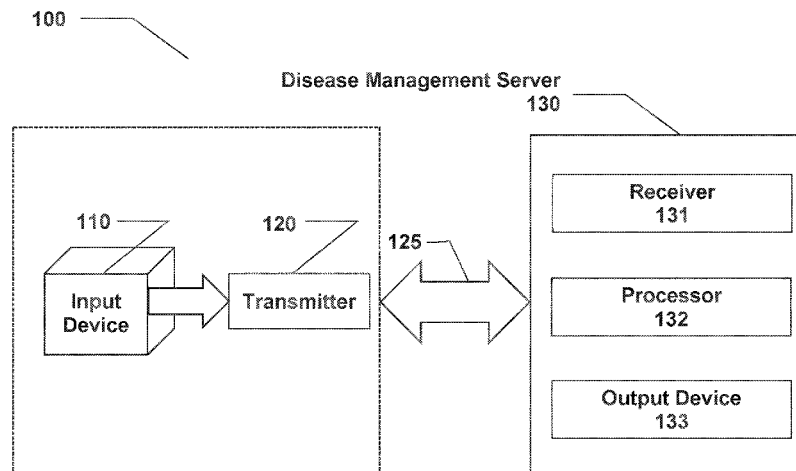 100
Disease Management Server
130
110
120
125
Input
Device
Transmitter
Receiver
131
Processor
132
Output Device
133